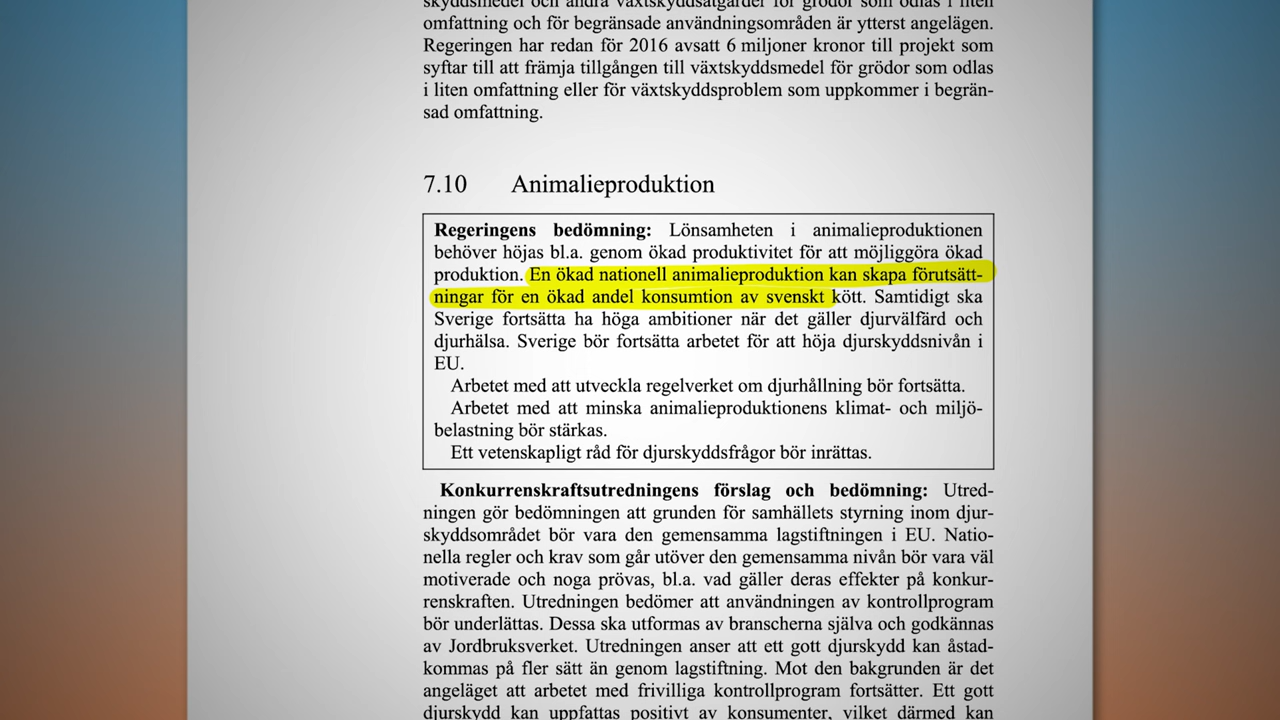 skyddsmedel och andra växtskyddsåtgärder för grödor som odlas i liten
omfattning och för begränsade användningsområden är ytterst angelägen.
Regeringen har redan för 2016 avsatt 6 miljoner kronor till projekt som
syftar till att främja tillgången till växtskyddsmedel för grödor som odlas
i liten omfattning eller för växtskyddsproblem som uppkommer i begrän-
sad omfattning.
7.10 Animalieproduktion
Regeringens bedömning: Lönsamheten i animalieproduktionen
behöver höjas bl.a. genom ökad produktivitet för att möjliggöra ökad
produktion. En ökad nationell animalieproduktion kan skapa förutsätt-
ningar för en ökad andel konsumtion av svenskt kött. Samtidigt ska
Sverige fortsätta ha höga ambitioner när det gäller djurvälfärd och
djurhälsa. Sverige bör fortsätta arbetet för att höja djurskyddsnivån i
EU.
Arbetet med att utveckla regelverket om djurhållning bör fortsätta.
Arbetet med att minska animalieproduktionens klimat- och miljö-
belastning bör stärkas.
Ett vetenskapligt råd för djurskyddsfrågor bör inrättas.
Konkurrenskraftsutredningens förslag och bedömning: Utred-
ningen gör bedömningen att grunden för samhällets styrning inom djur-
skyddsområdet bör vara den gemensamma lagstiftningen i EU. Natio-
nella regler och krav som går utöver den gemensamma nivån bör vara väl
motiverade och noga prövas, bl.a. vad gäller deras effekter på konkur-
renskraften. Utredningen bedömer att användningen av kontrollprogram
bör underlättas. Dessa ska utformas av branscherna själva och godkännas
av Jordbruksverket. Utredningen anser att ett gott djurskydd kan åstad-
kommas på fler sätt än genom lagstiftning. Mot den bakgrunden är det
angeläget att arbetet med frivilliga kontrollprogram fortsätter. Ett gott
djurskydd kan uppfattas positivt av konsumenter, vilket därmed kan